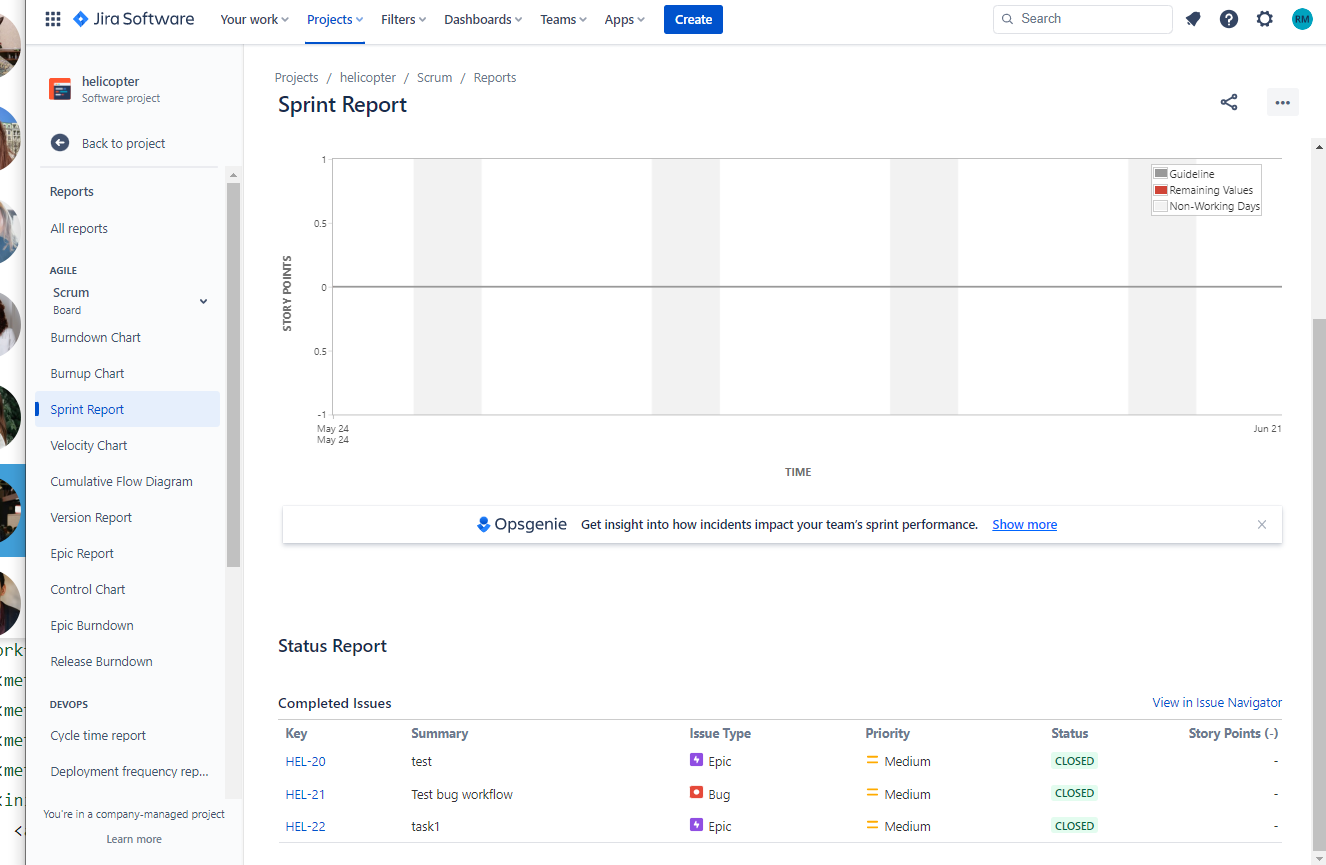 Jira Software Your work Projects Filters Dashboards Teams Apps Create Search RM
helicopter
Software project
Back to project
Reports
All reports
AGILE
Scrum
Board
Burndown Chart
Burnup Chart
Sprint Report
Velocity Chart
Cumulative Flow Diagram
Version Report
Epic Report
Control Chart
Epic Burndown
Release Burndown
DEVOPS
Cycle time report
Deployment frequency rep...
You're in a company-managed project
Learn more
Projects / helicopter / Scrum / Reports
Sprint Report
STORY POINTS
1
0.5
0
0.5
-1
Guideline
Remaining Values
Non-Working Days
May 24 Jun 21
May 24
TIME
Opsgenie Get insight into how incidents impact your team's sprint performance. Show more
Status Report
Completed Issues View in Issue Navigator
Key Summary Issue Type Priority Status Story Points (-)
HEL-20 test Epic Medium CLOSED -
HEL-21 Test bug workflow Bug Medium CLOSED -
HEL-22 task1 Epic Medium CLOSED -